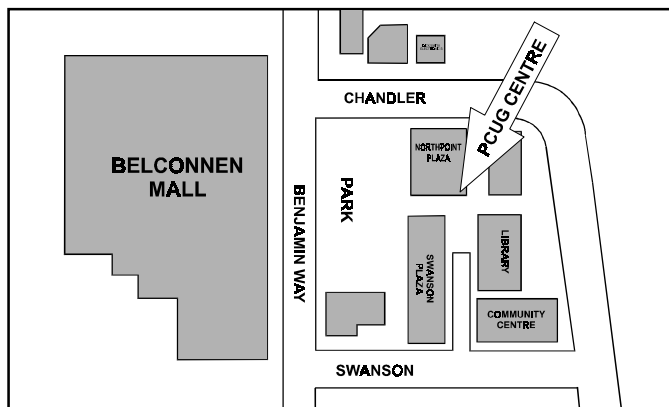 CHANDLER
PCUG CENTRE
NORTHPOINT
PLAZA
BELCONNEN
MALL
BENJAMIN WAY
PARK
SWANSON
PLAZA
LIBRARY
COMMUNITY
CENTRE
SWANSON